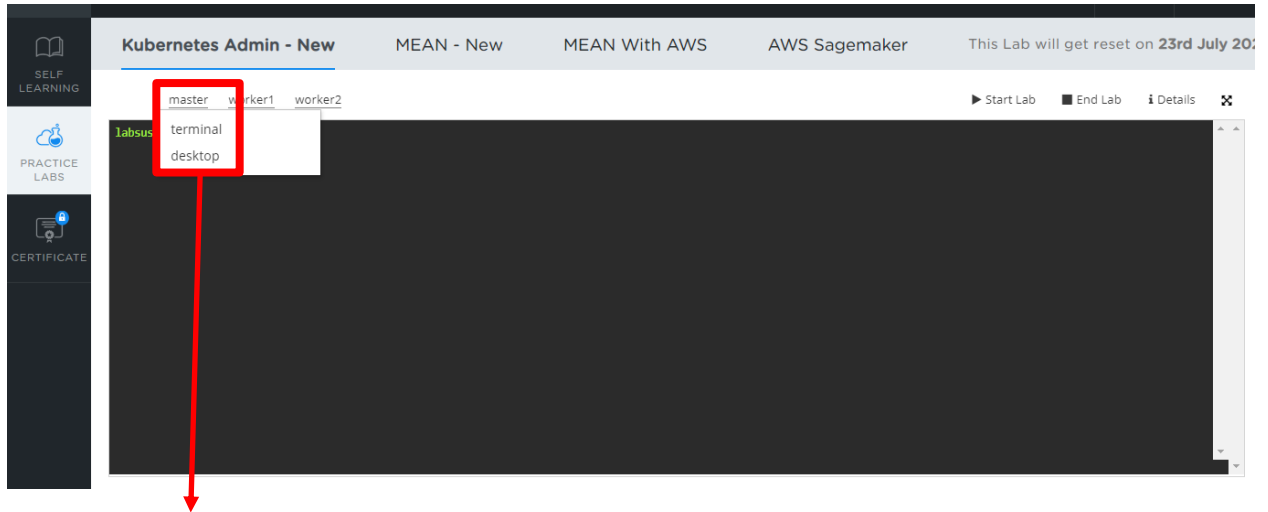 Kubernetes Admin - New MEAN - New MEAN With AWS AWS Sagemaker This Lab will get reset on 23rd July
SELF
LEARNING
master worker1 worker2 Start Lab End Lab i Details
terminal
desktop
PRACTICE
LABS
CERTIFICATE